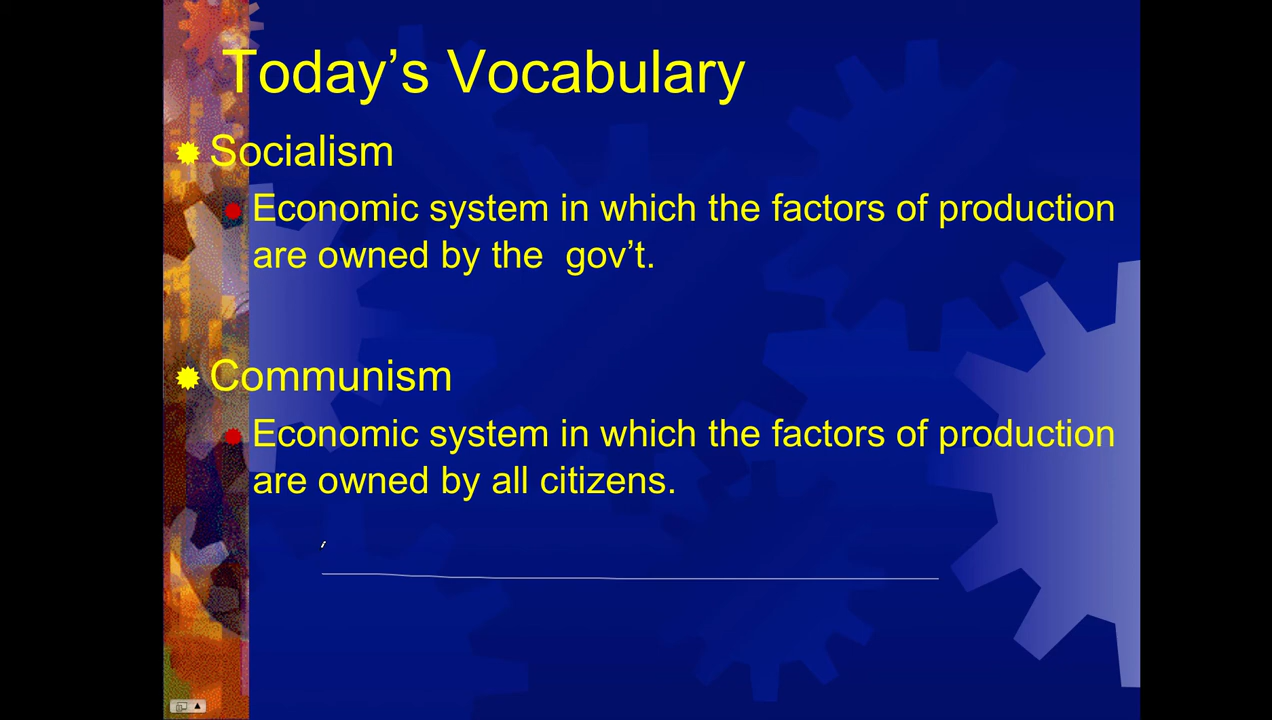 Today’s Vocabulary
Socialism
Economic system in which the factors of production
are owned by the  gov’t.
Communism
Economic system in which the factors of production
are owned by all citizens.